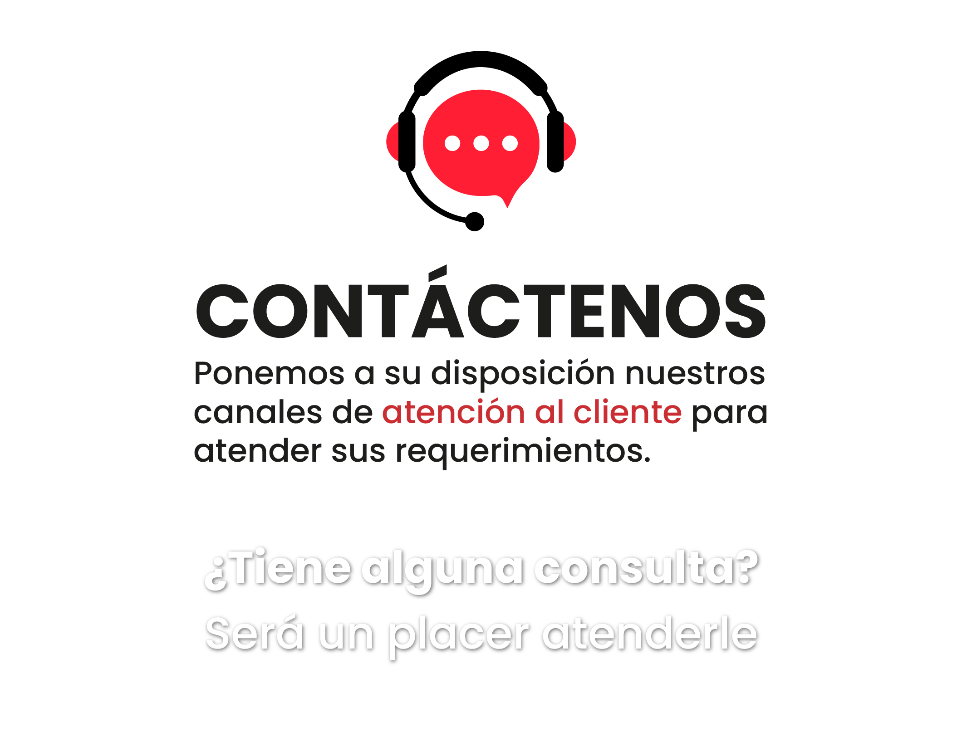 CONTÁCTENOS
Ponemos a su disposición nuestros
canales de atención al cliente para
atender sus requerimientos.
¿Tiene alguna consulta?
Será un placer atenderle